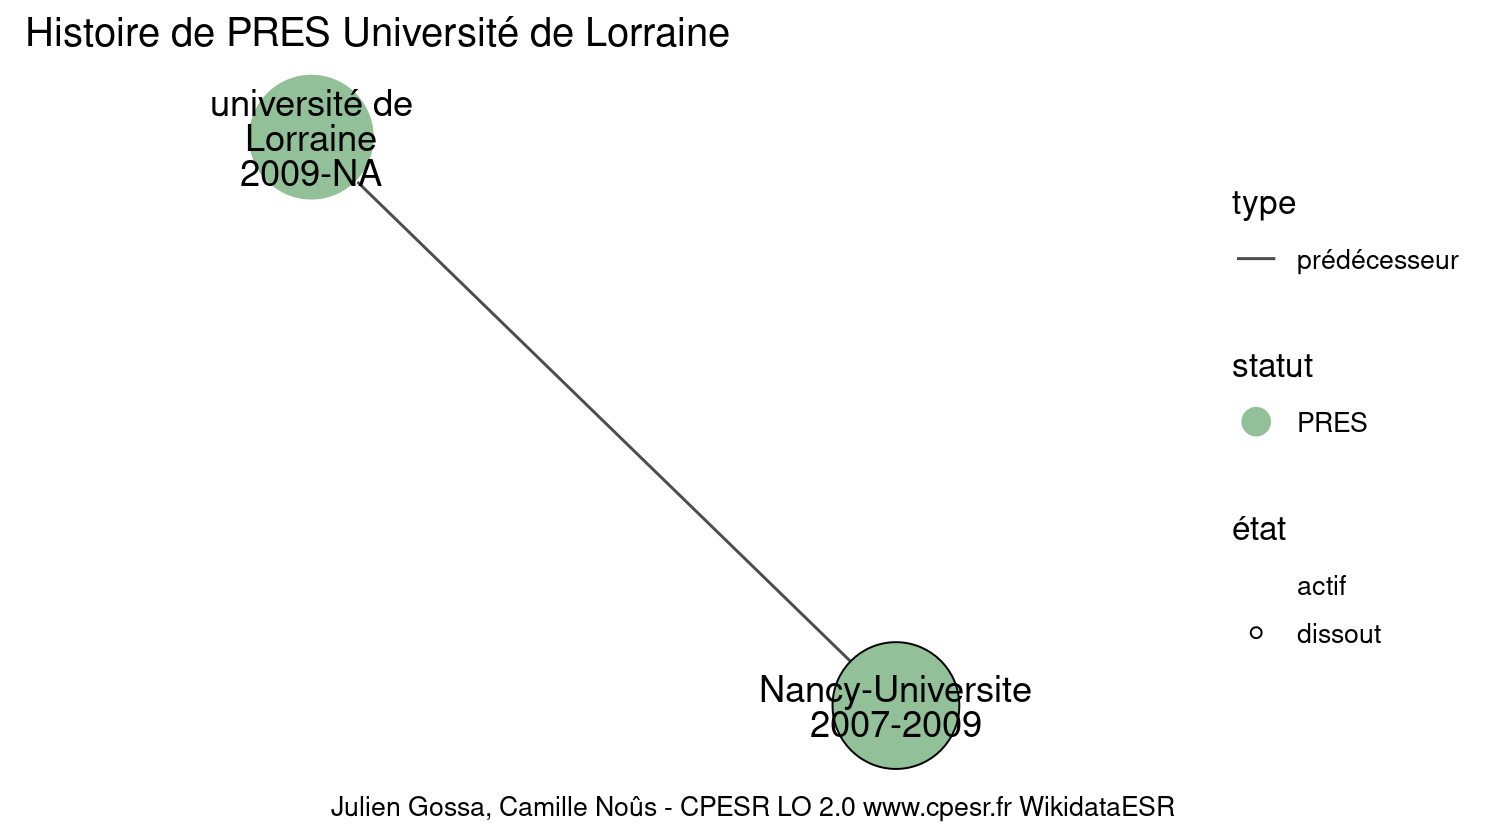 Histoire de PRES Université de Lorraine
université de
Lorraine
2009-NA
type
prédécesseur
statut
PRES
état
actif
dissout
Nancy-Universite
2007-2009
Julien Gossa, Camille Noûs - CPESR LO 2.0 www.cpesr.fr WikidataESR